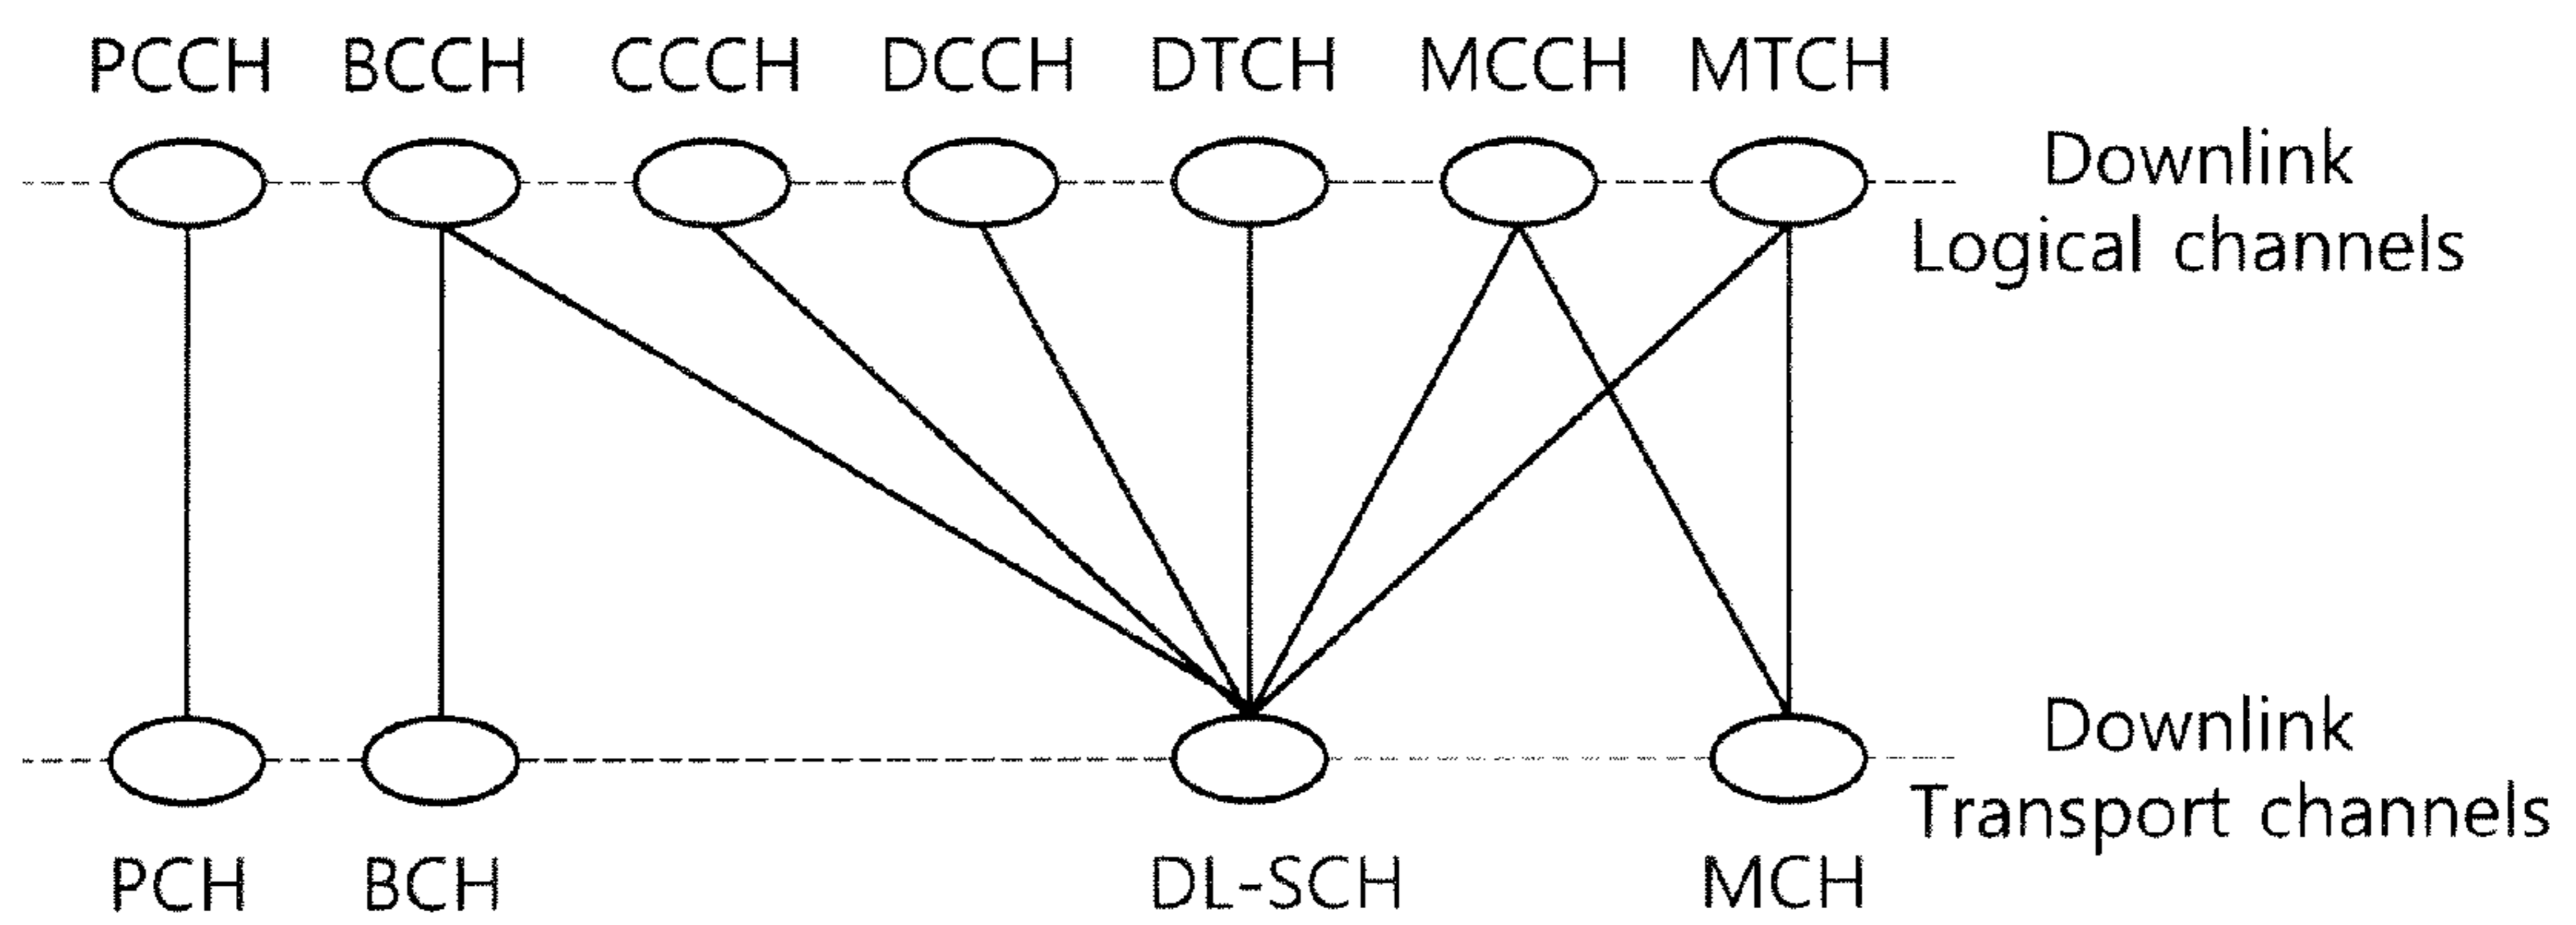 PCCH BCCH CCCH DCCH DTCH MCCH MTCH
Downlink
Logical channels
Downlink
Transport channels
PCH BCH DL-SCH MCH